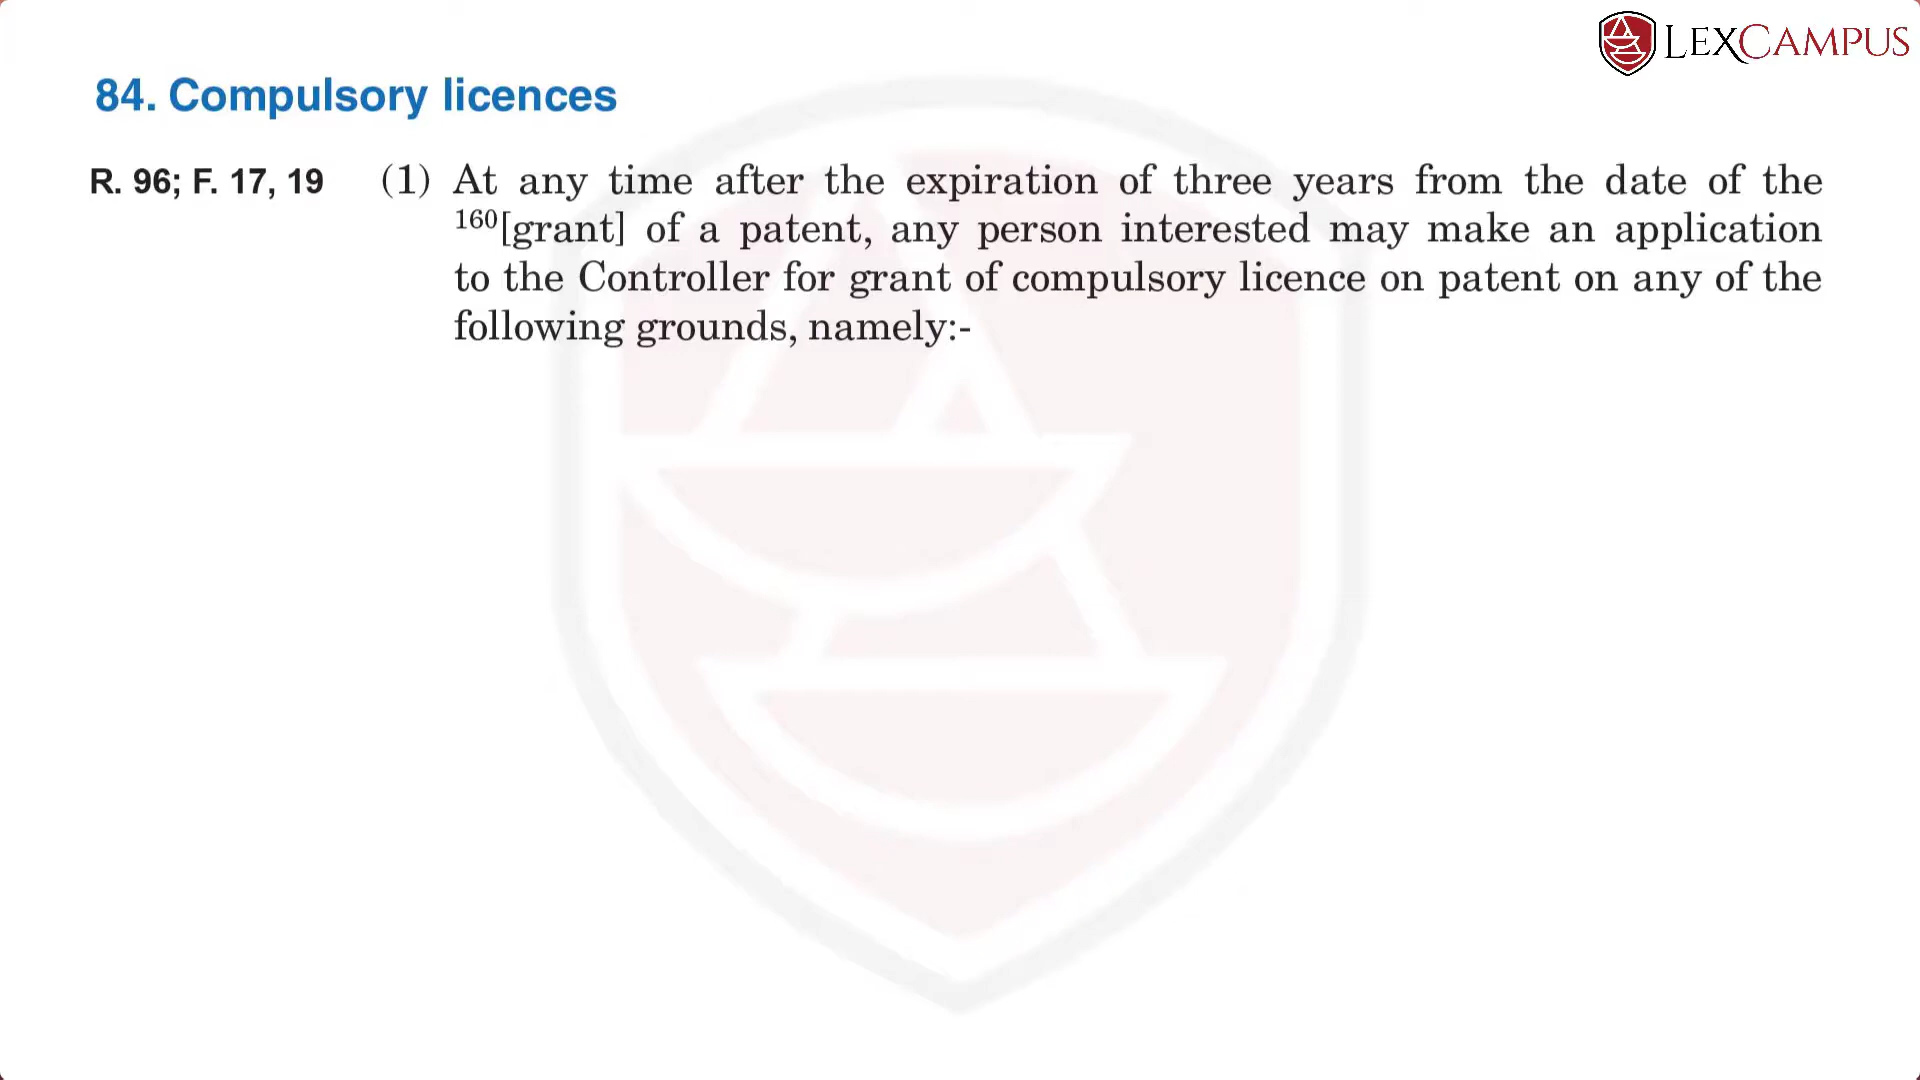 LEXCAMPUS
84. Compulsory licences
R. 96; F. 17, 19 (1) At any time after the expiration of three years from the date of the
160[grant] of a patent, any person interested may make an application
to the Controller for grant of compulsory licence on patent on any of the
following grounds, namely:-